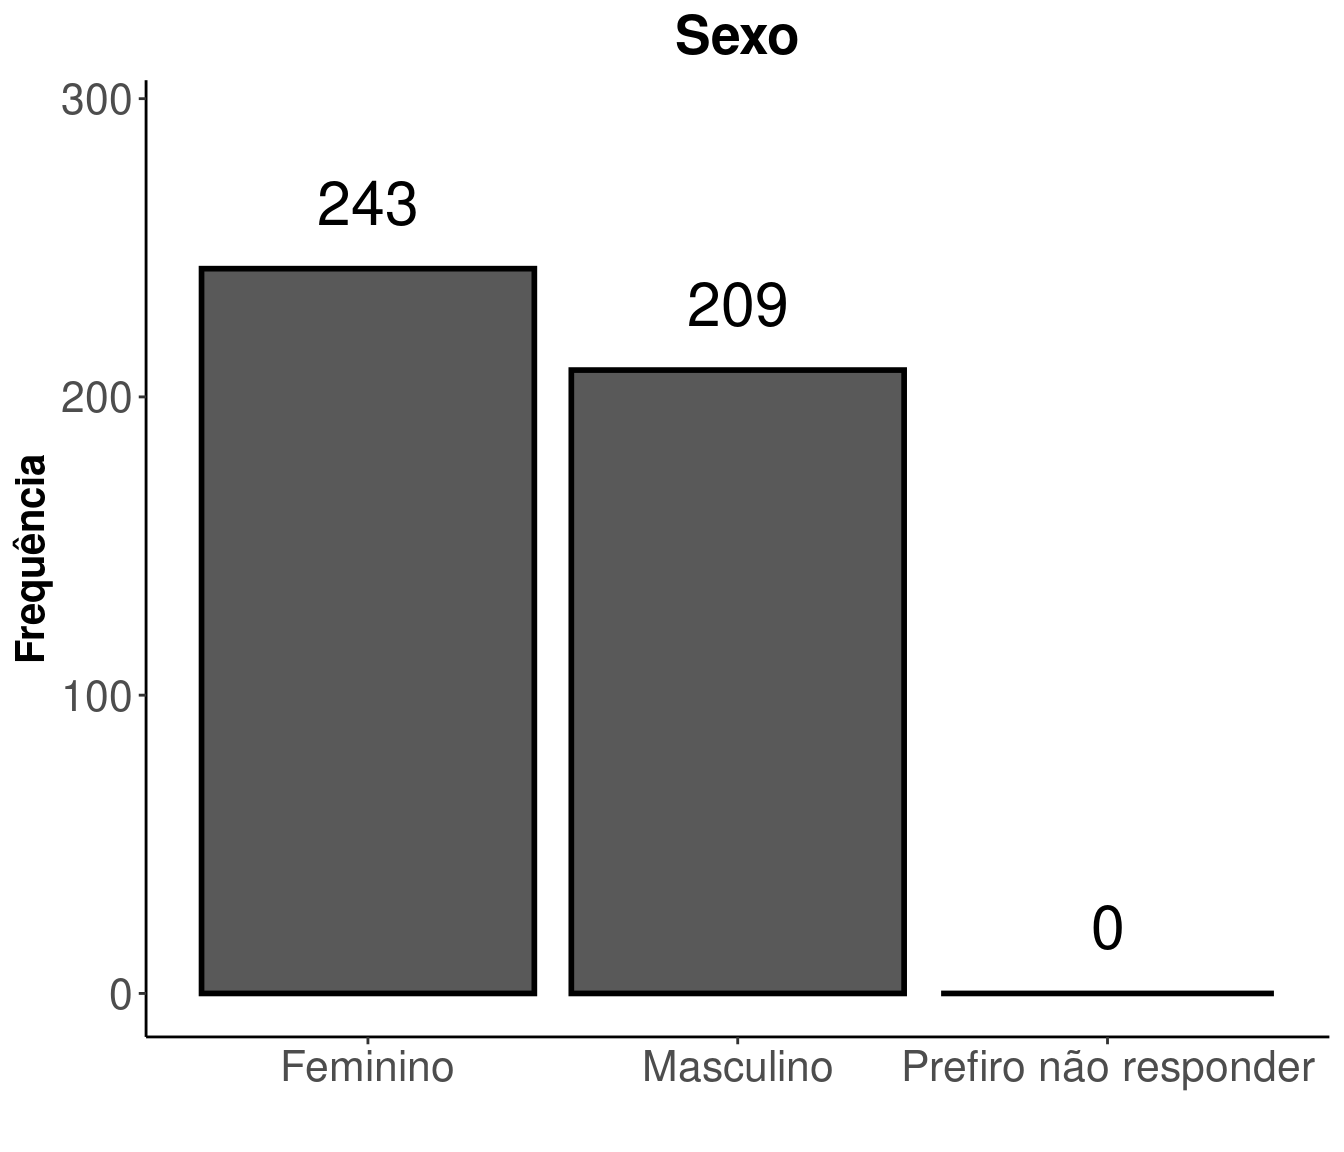 Sexo
300
243
209
200
Frequência
100
0
0
Feminino
Masculino
Prefiro não responder